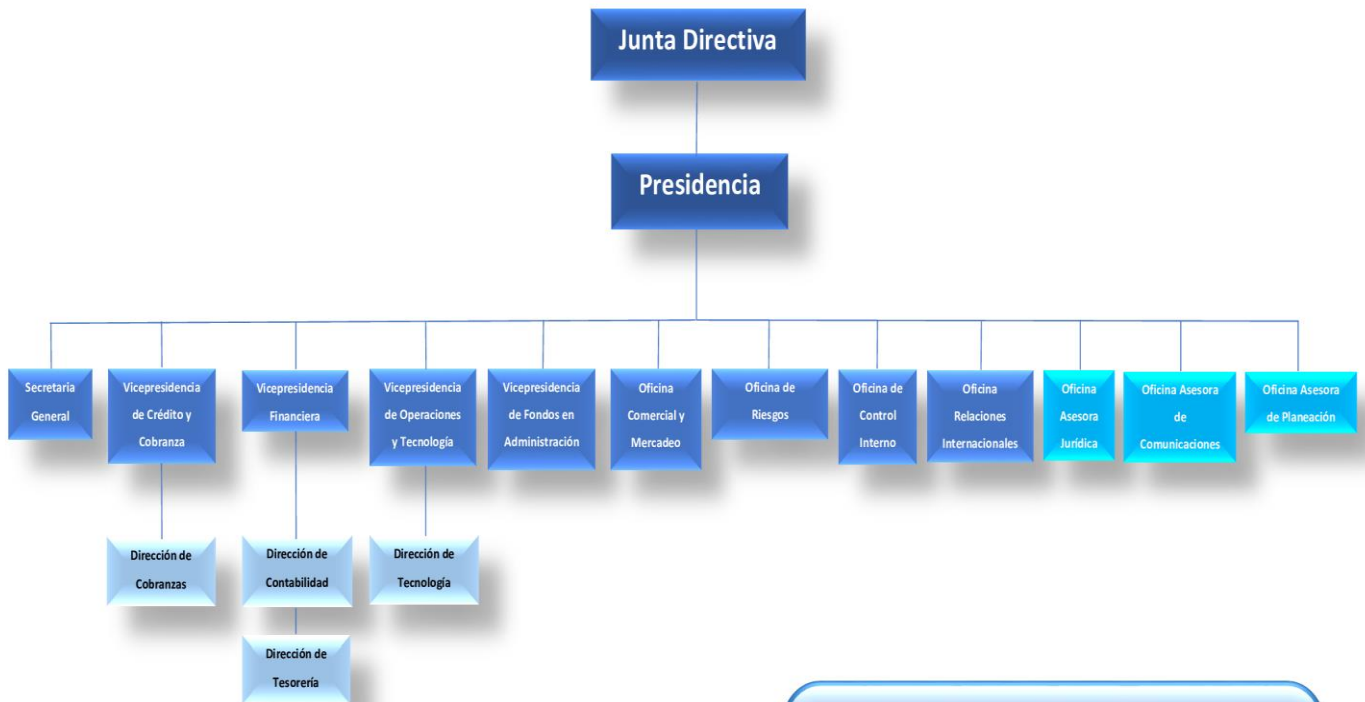 Junta Directiva
Presidencia
Secretaria
General
Vicepresidencia
de Crédito y
Cobranza
Vicepresidencia
Financiera
Vicepresidencia
de Operaciones
y Tecnología
Vicepresidencia
de Fondos en
Administración
Oficina
Comercial y
Mercadeo
Oficina de
Riesgos
Oficina de
Control
Interno
Oficina
Relaciones
Internacionales
Oficina
Asesora
Jurídica
Oficina Asesora
de
Comunicaciones
Oficina Asesora
de Planeación
Dirección de
Cobranzas
Dirección de
Contabilidad
Dirección de
Tecnología
Dirección de
Tesorería